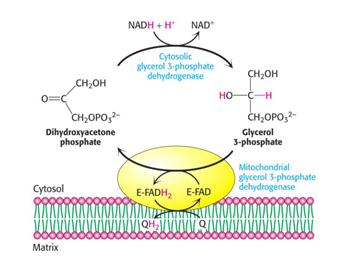 NADH + H⁺ NAD⁺
Cytosolic
glycerol 3-phosphate
dehydrogenase
CH₂OH
O=C
CH₂OPO₃²⁻
Dihydroxyacetone
phosphate
CH₂OH
HO—C—H
CH₂OPO₃²⁻
Glycerol
3-phosphate
Mitochondrial
glycerol 3-phosphate
dehydrogenase
E-FADH₂ E-FAD
Cytosol
QH₂ Q
Matrix